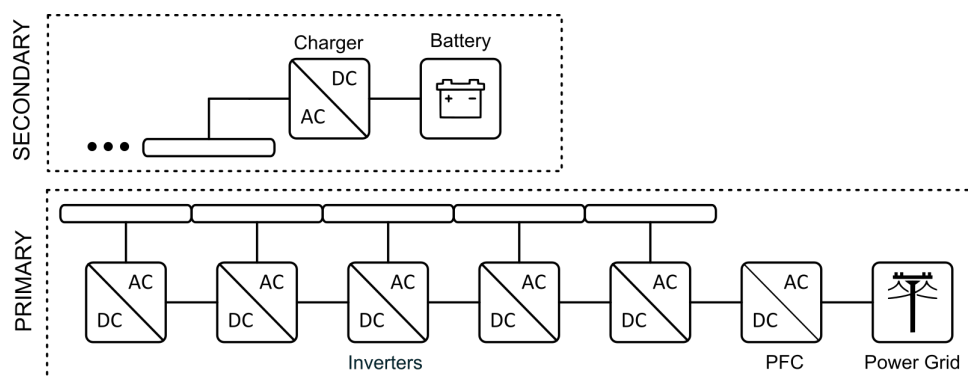 SECONDARY
Charger
Battery
DC
AC
+ −
PRIMARY
AC
DC
AC
DC
AC
DC
AC
DC
AC
DC
AC
DC
Inverters
PFC
Power Grid